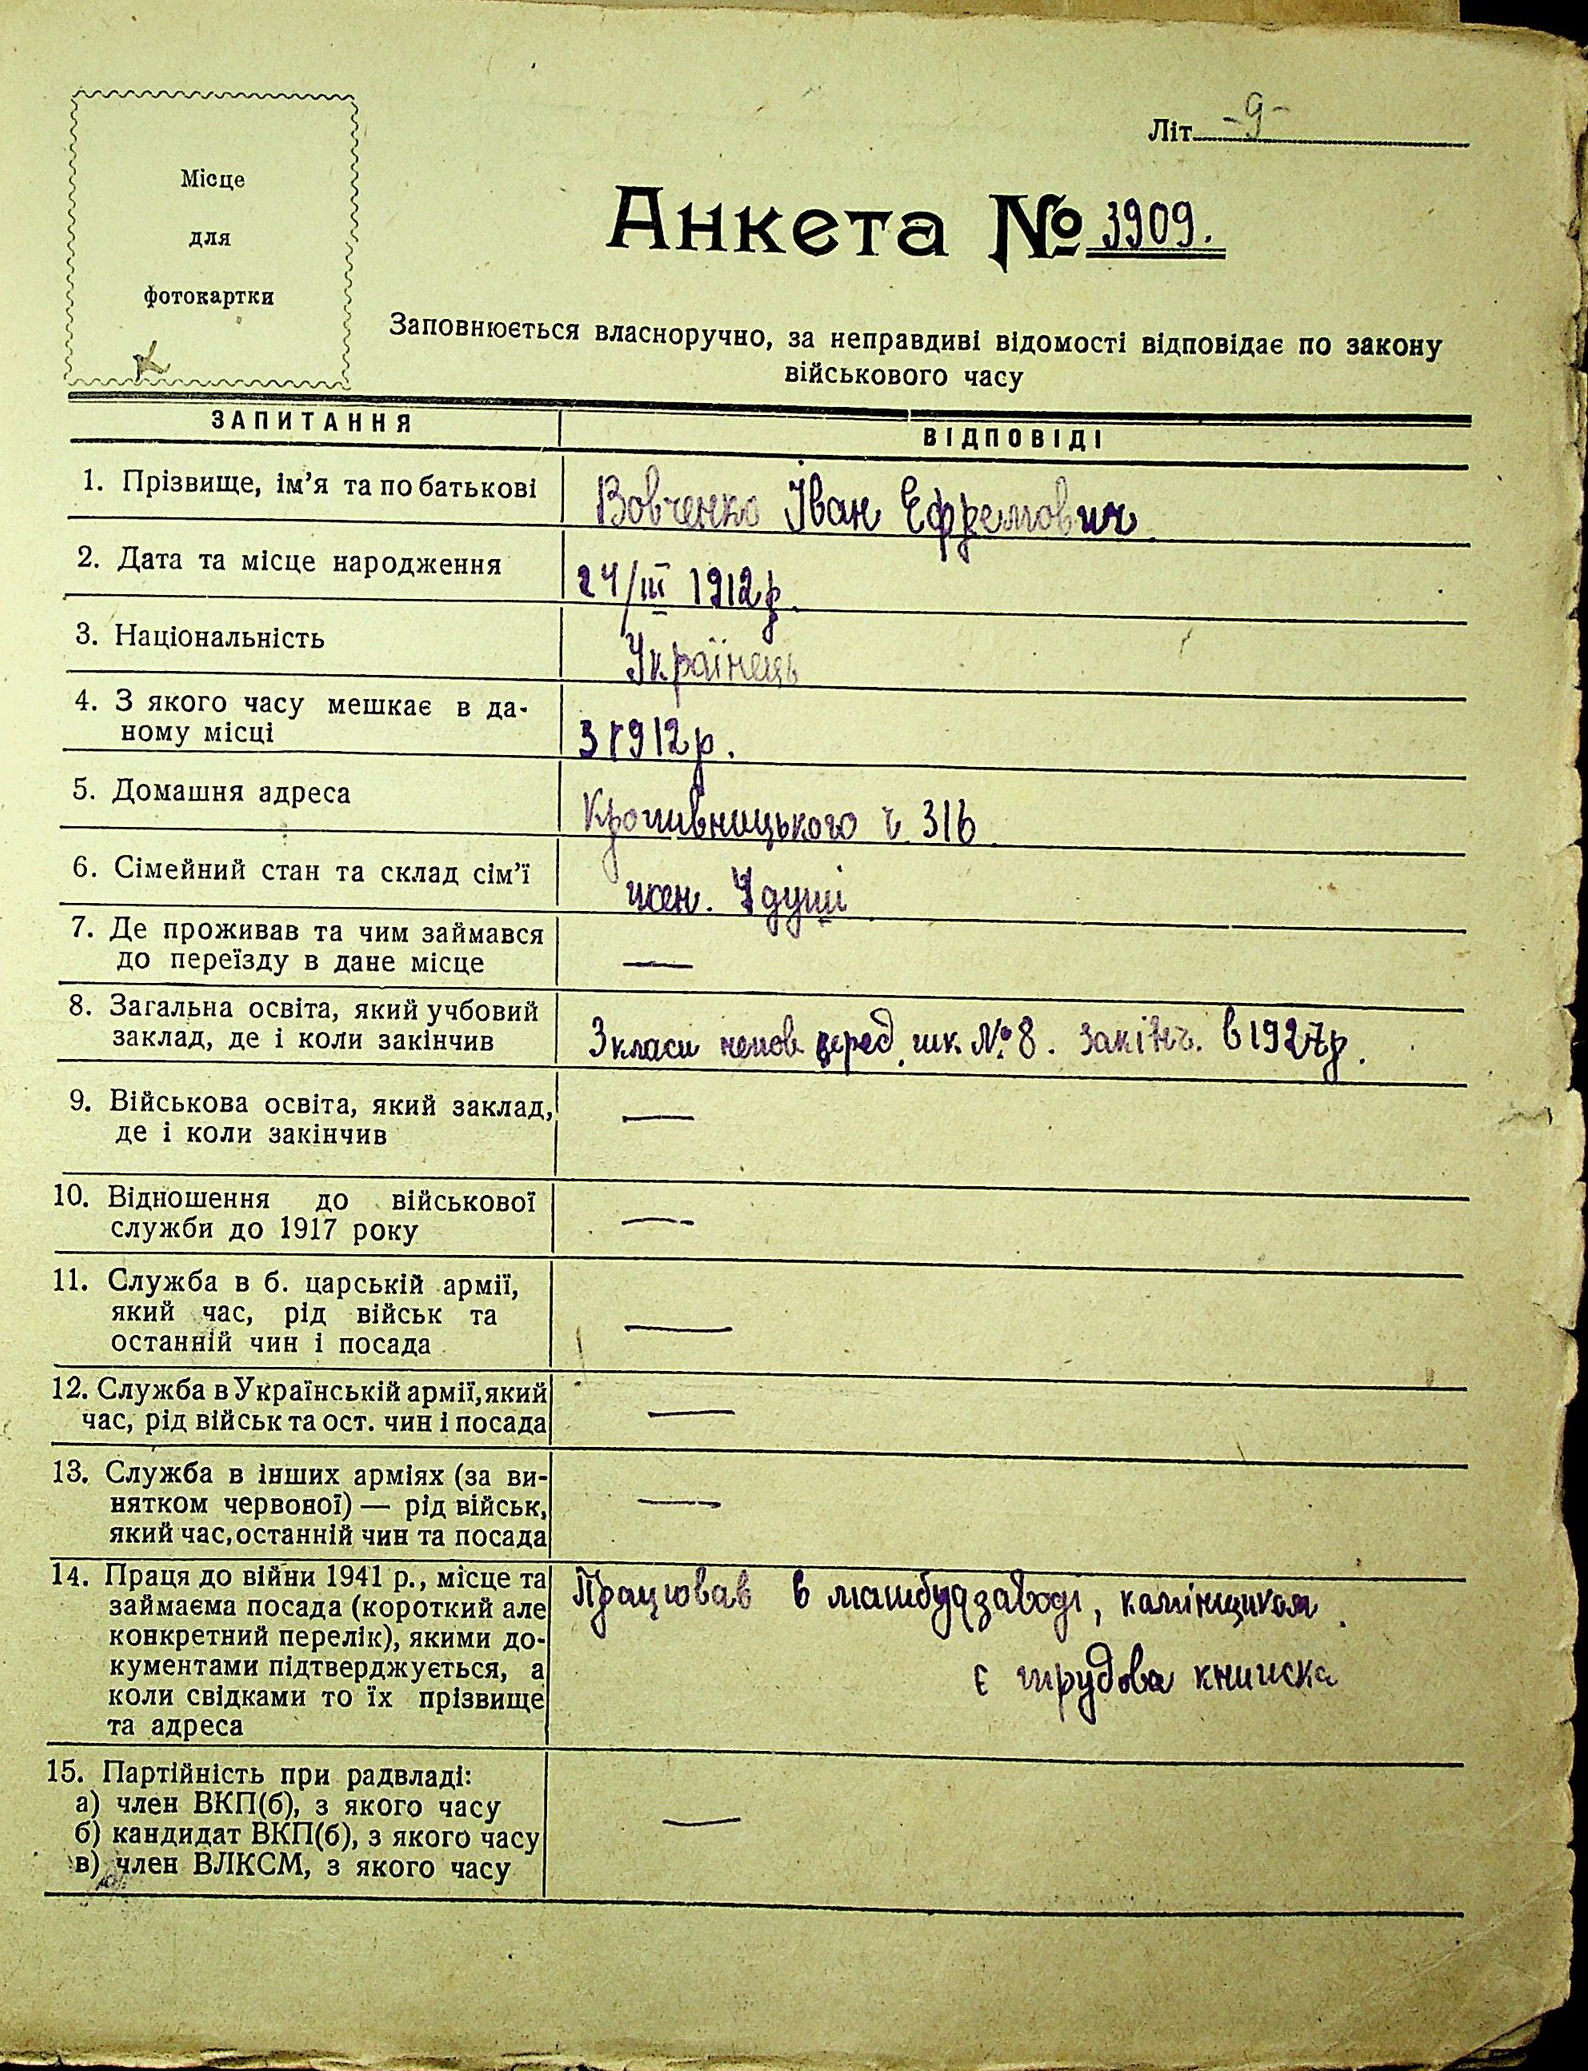 Місце
для
фотокартки
Літ. -9-
Анкета № 3909.
Заповнюється власноручно, за неправдиві відомості відповідає по закону
військового часу
ЗАПИТАННЯ
ВІДПОВІДІ
1. Прізвище, ім’я та по батькові
Вовченко Іван Ефремович
2. Дата та місце народження
24/III 1912р.
3. Національність
Українець
4. З якого часу мешкає в да-
ному місці
З 1912р.
5. Домашня адреса
Кропивницького ч. 31б
6. Сімейний стан та склад сім’ї
жен. душі
7. Де проживав та чим займався
до переїзду в дане місце
—
8. Загальна освіта, який учбовий
заклад, де і коли закінчив
3 класи непов. серед. шк. № 8. закінч. в 1927р.
9. Військова освіта, який заклад,
де і коли закінчив
—
10. Відношення до військової
служби до 1917 року
—
11. Служба в б. царській армії,
який час, рід військ та
останній чин і посада
—
12. Служба в Українській армії, який
час, рід військ та ост. чин і посада
—
13. Служба в інших арміях (за ви-
нятком червоної) — рід військ,
який час, останній чин та посада
—
14. Праця до війни 1941 р., місце та
займаєма посада (короткий але
конкретний перелік), якими до-
кументами підтверджується, а
коли свідками то їх прізвище
та адреса
Працював в машбудзаводі,
є трудова книжка
15. Партійність при радвладі:
а) член ВКП(б), з якого часу
б) кандидат ВКП(б), з якого часу
в) член ВЛКСМ, з якого часу
—